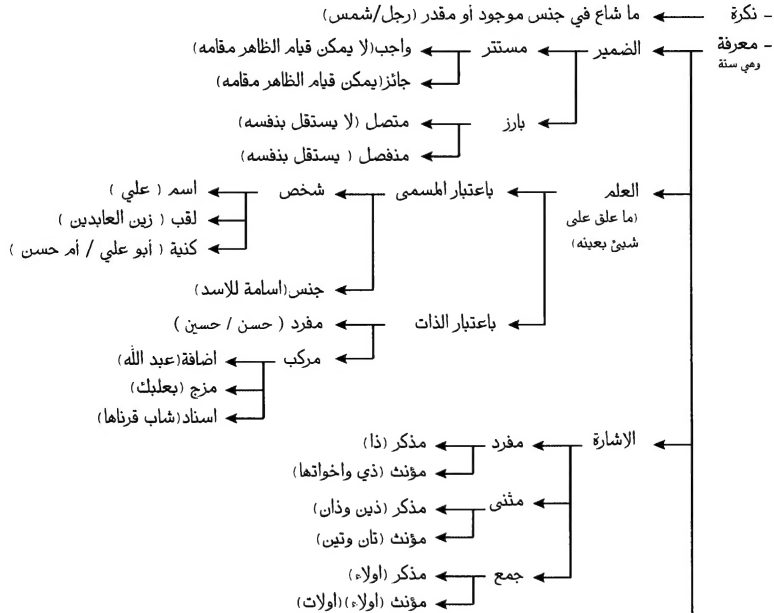 - نكرة ما شاع في جنس موجود أو مقدر (رجل/شمس)
- معرفة الضمير مستتر واجب(لا يمكن قيام الظاهر مقامه)
وهي ستة
جائز(يمكن قيام الظاهر مقامه)
بارز متصل (لا يستقل بنفسه)
منفصل ( يستقل بنفسه)
العلم باعتبار المسمى شخص اسم ( علي )
(ما علق على
لقب ( زين العابدين )
شبئ بعينه)
كنية ( أبو علي / أم حسن )
جنس(اسامة للاسد)
باعتبار الذات مفرد ( حسن / حسين )
مركب اضافة(عبد الله)
مزج (بعلبك)
اسناد(شاب قرناها)
الاشارة مفرد مذكر (ذا)
مؤنث (ذي واخواتها)
مثنى مذكر (ذين وذان)
مؤنث (تان وتين)
جمع مذكر (اولاء)
مؤنث (اولاء)(اولات)